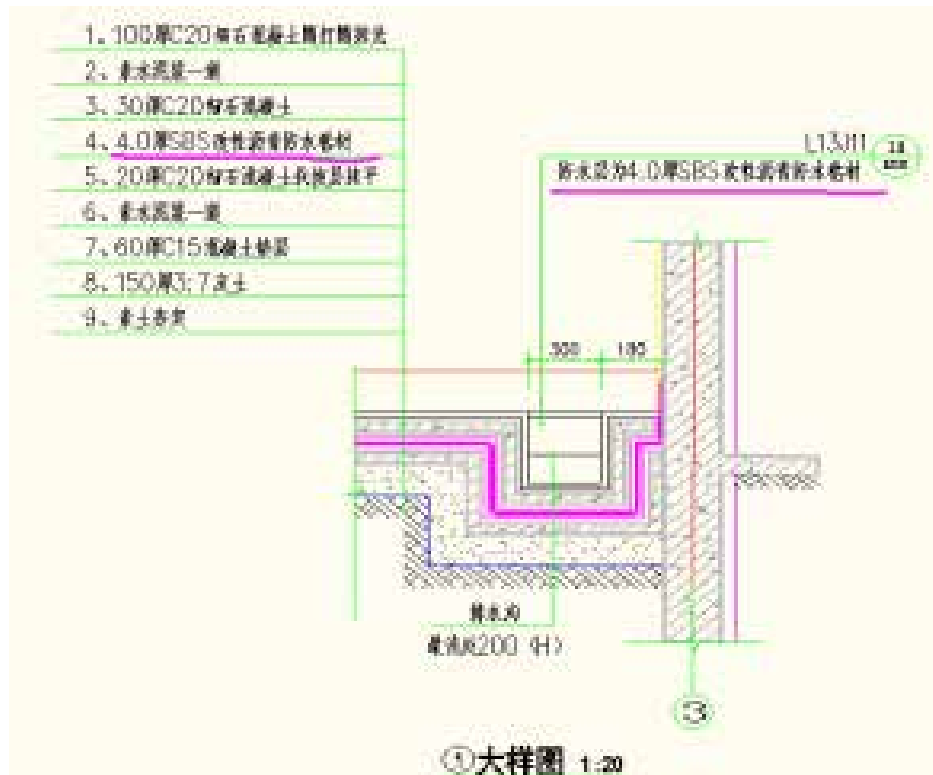 1、100厚C20细石混凝土随打随抹光
2、素水泥浆一道
3、30厚C20细石混凝土
4、4.0厚SBS改性沥青防水卷材
5、20厚C20细石混凝土找坡层抹平
6、素水泥浆一道
7、60厚C15混凝土垫层
8、150厚3:7灰土
9、素土夯实
L13J11
防水层为4.0厚SBS改性沥青防水卷材
300 180
排水沟
最浅处200 (H)
3
①大样图 1:20